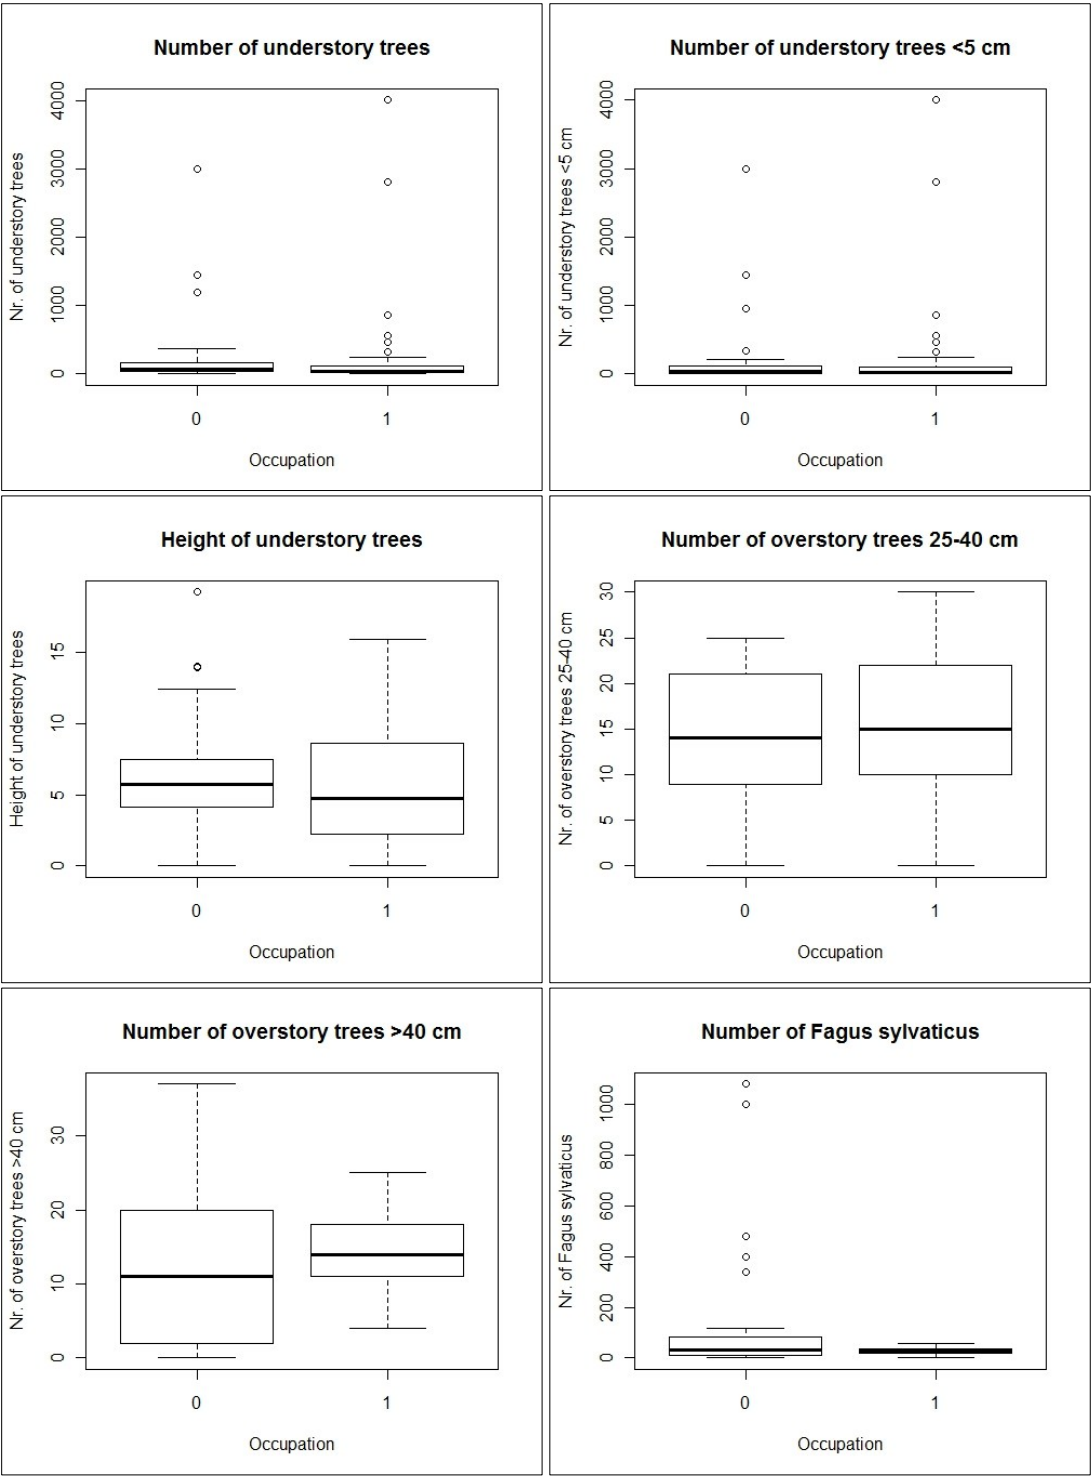 Number of understory trees
Nr. of understory trees
4000
3000
2000
1000
0
0 1
Occupation
Number of understory trees <5 cm
Nr. of understory trees <5 cm
4000
3000
2000
1000
0
0 1
Occupation
Height of understory trees
Height of understory trees
15
10
5
0
0 1
Occupation
Number of overstory trees 25-40 cm
Nr. of overstory trees 25-40 cm
30
25
20
15
10
5
0
0 1
Occupation
Number of overstory trees >40 cm
Nr. of overstory trees >40 cm
30
20
10
0
0 1
Occupation
Number of Fagus sylvaticus
Nr. of Fagus sylvaticus
1000
800
600
400
200
0
0 1
Occupation